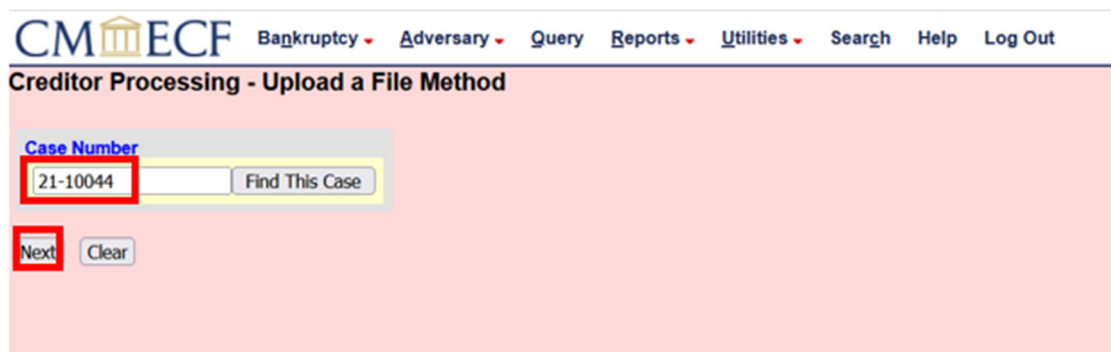 CM ECF Bankruptcy Adversary Query Reports Utilities Search Help Log Out
Creditor Processing - Upload a File Method
Case Number
21-10044 Find This Case
Next Clear